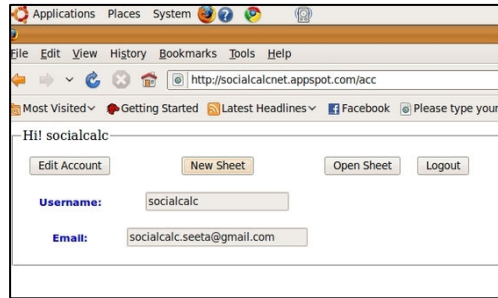 Applications Places System
File Edit View History Bookmarks Tools Help
http://socialcalcnet.appspot.com/acc
Most Visited Getting Started Latest Headlines Facebook Please type your
Hi! socialcalc
Edit Account New Sheet Open Sheet Logout
Username: socialcalc
Email: socialcalc.seeta@gmail.com